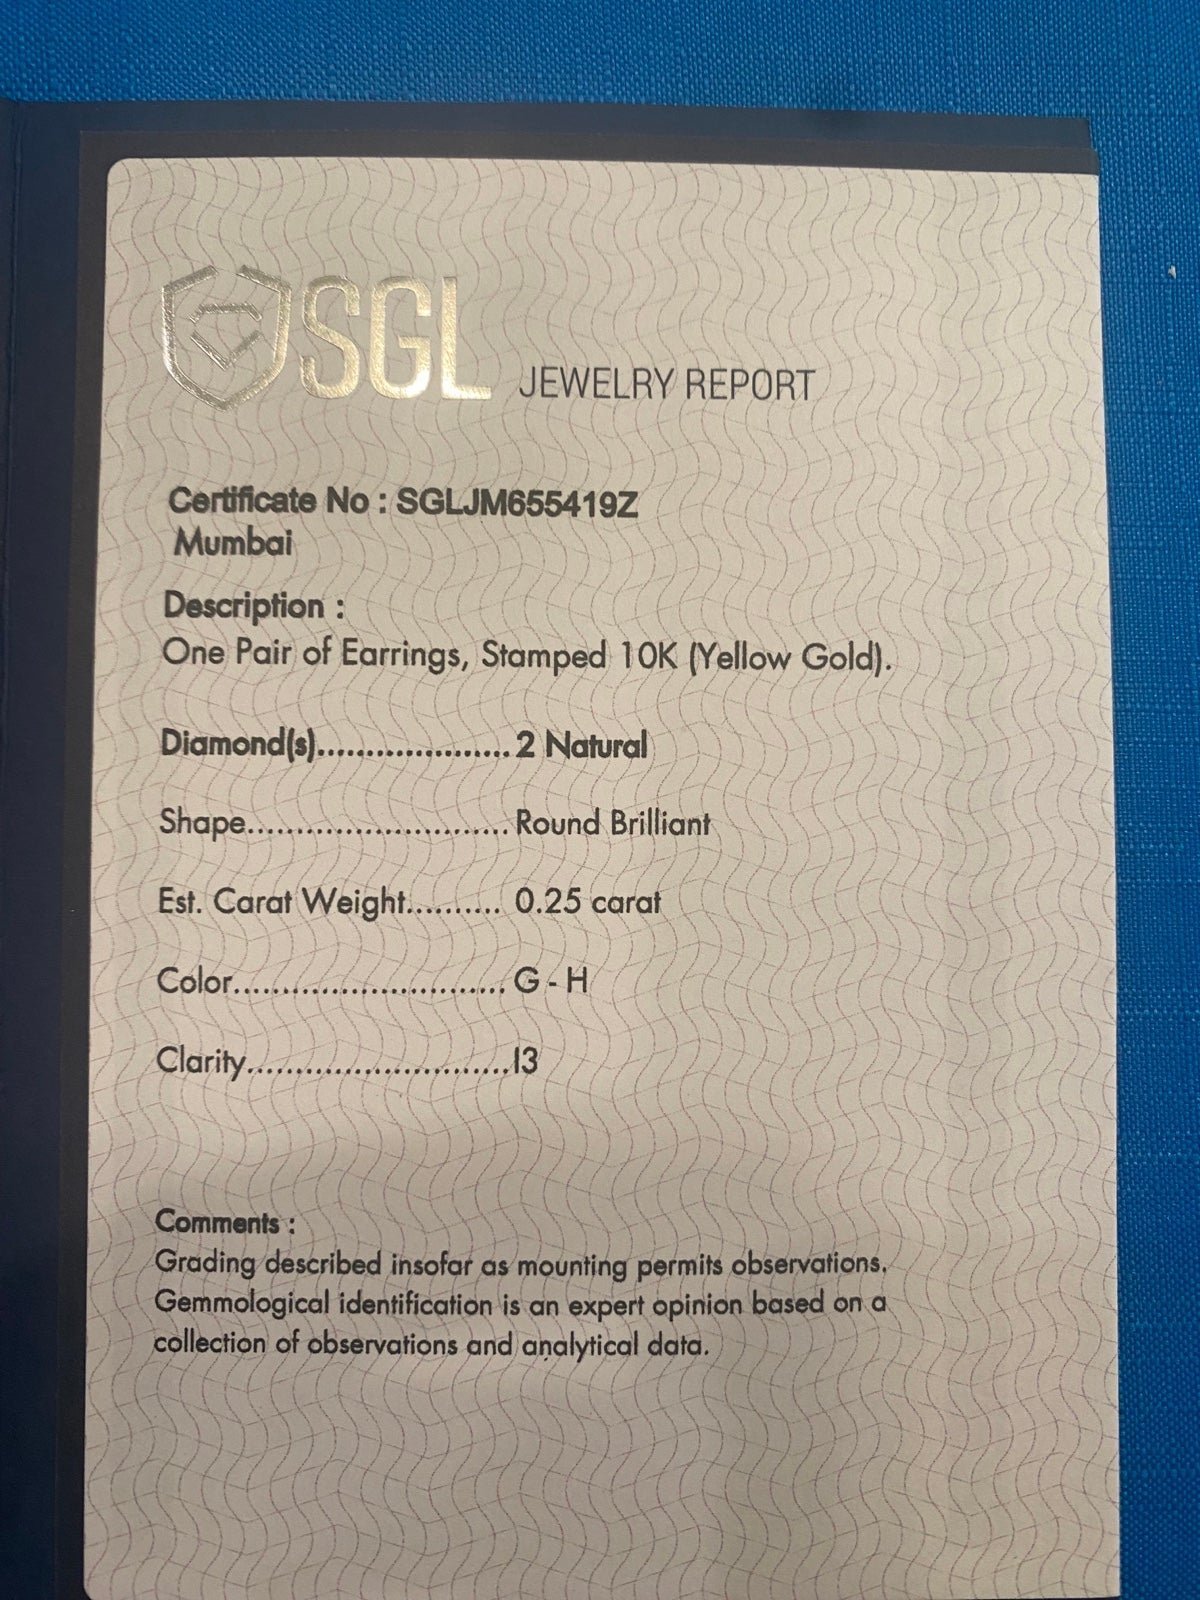 SGL JEWELRY REPORT
Certificate No : SGLJM655419Z
Mumbai
Description :
One Pair of Earrings, Stamped 10K (Yellow Gold).
Diamond(s)....................2 Natural
Shape...........................Round Brilliant
Est. Carat Weight.......... 0.25 carat
Color............................G - H
Clarity...........................I3
Comments :
Grading described insofar as mounting permits observations.
Gemmological identification is an expert opinion based on a
collection of observations and analytical data.